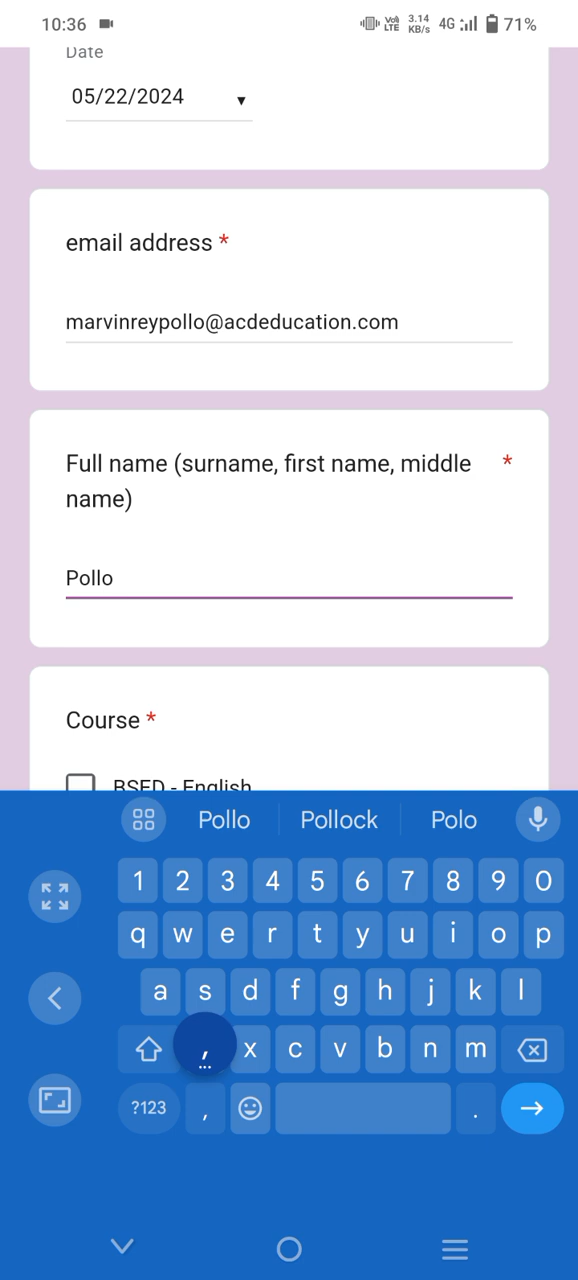 10:36 Vo) LTE 3.14 KB/s 4G 71%
Date
05/22/2024
email address *
marvinreypollo@acdeducation.com
Full name (surname, first name, middle *
name)
Pollo
Course *
BSED - English
Pollo Pollock Polo
1 2 3 4 5 6 7 8 9 0
q w e r t y u i o p
a s d f g h j k l
, x c v b n m
?123 , .